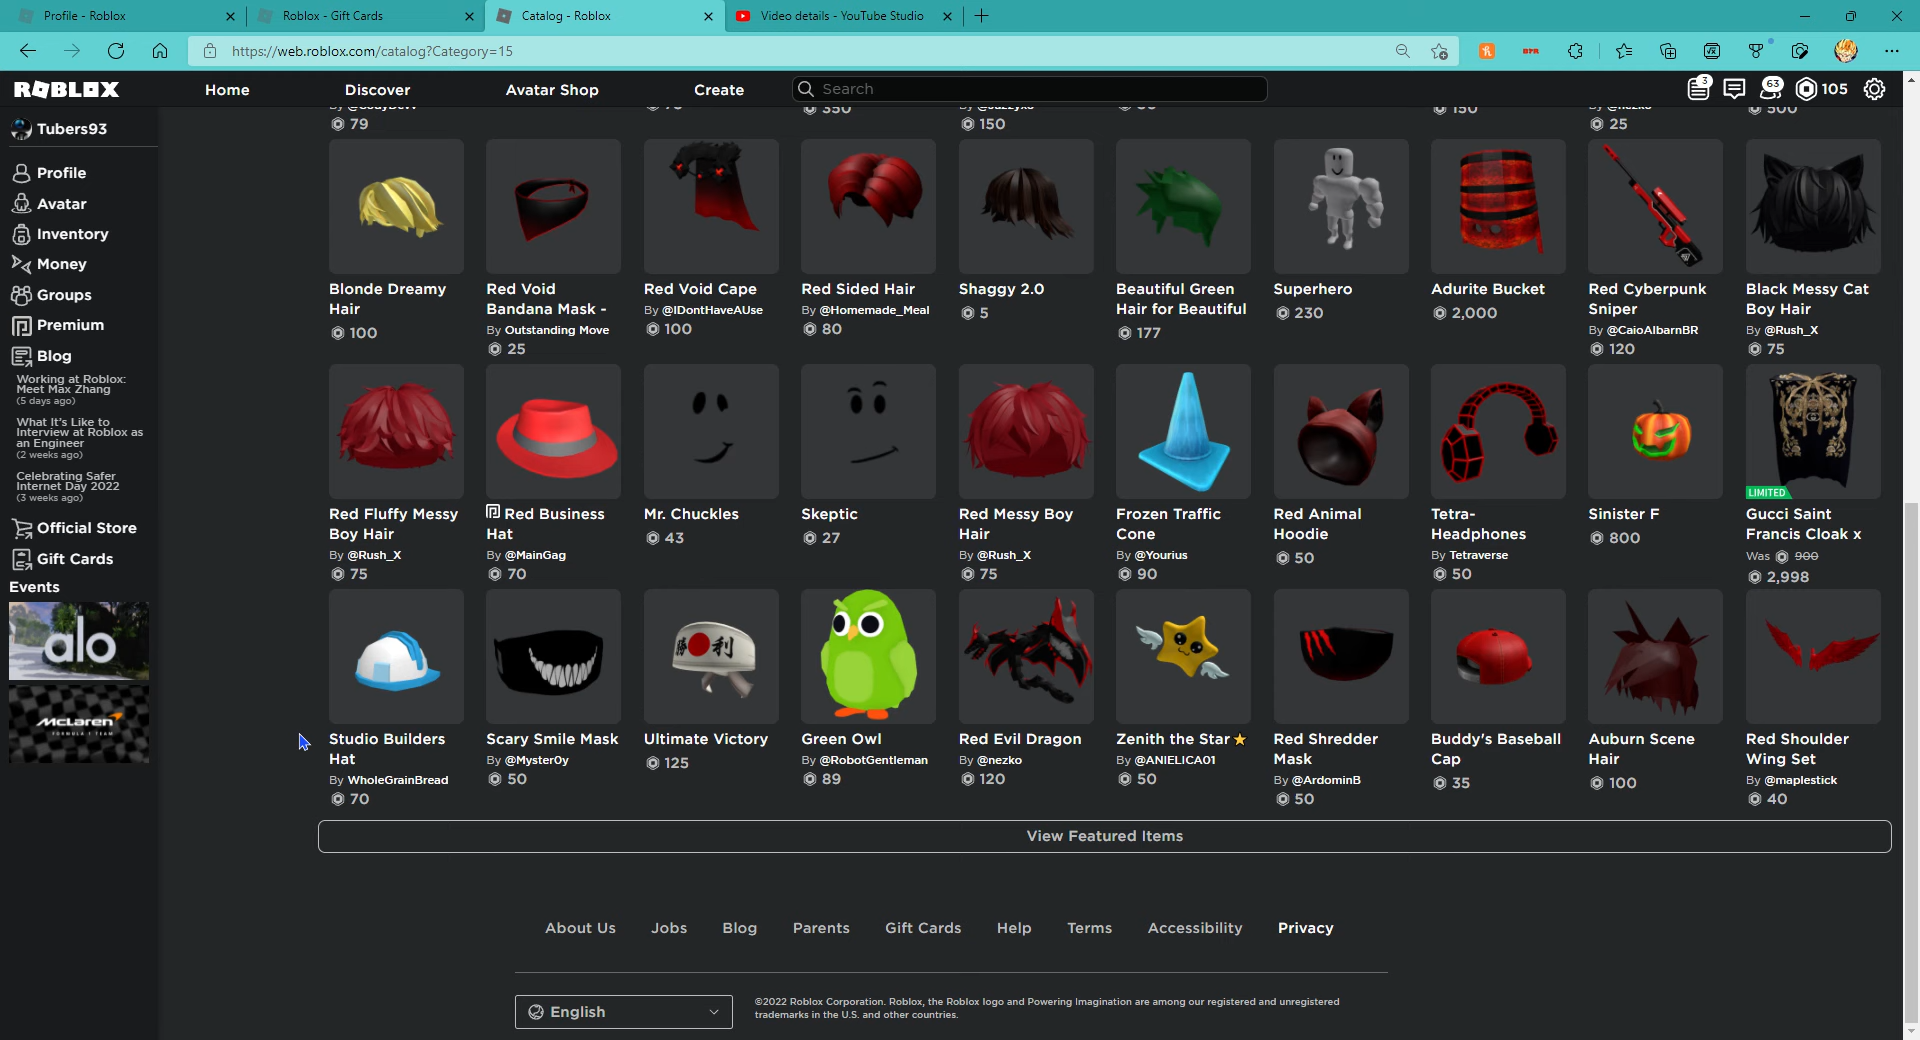 Profile - Roblox
Roblox - Gift Cards
Catalog - Roblox
Video details - YouTube Studio
https://web.roblox.com/catalog?Category=15
ROBLOX
Home
Discover
Avatar Shop
Create
Search
3
63
105
Tubers93
Profile
Avatar
Inventory
Money
Groups
Premium
Blog
Working at Roblox:
Meet Max Zhang
(5 days ago)
What It's Like to
Interview at Roblox as
an Engineer
(2 weeks ago)
Celebrating Safer
Internet Day 2022
(3 weeks ago)
Official Store
Gift Cards
Events
alo
McLaren
FORMULA 1 TEAM
79
350
150
150
25
500
Blonde Dreamy
Hair
100
Red Void
Bandana Mask -
By Outstanding Move
25
Red Void Cape
By @IDontHaveAUse
100
Red Sided Hair
By @Homemade_Meal
80
Shaggy 2.0
5
Beautiful Green
Hair for Beautiful
177
Superhero
230
Adurite Bucket
2,000
Red Cyberpunk
Sniper
By @CaioAlbarnBR
120
Black Messy Cat
Boy Hair
By @Rush_X
75
Red Fluffy Messy
Boy Hair
By @Rush_X
75
Red Business
Hat
By @MainGag
70
Mr. Chuckles
43
Skeptic
27
Red Messy Boy
Hair
By @Rush_X
75
Frozen Traffic
Cone
By @Yourius
90
Red Animal
Hoodie
50
Tetra-
Headphones
By Tetraverse
50
Sinister F
800
LIMITED
Gucci Saint
Francis Cloak x
Was 900
2,998
勝利
Studio Builders
Hat
By WholeGrainBread
70
Scary Smile Mask
By @Myster0y
50
Ultimate Victory
125
Green Owl
By @RobotGentleman
89
Red Evil Dragon
By @nezko
120
Zenith the Star⭐
By @ANIELICA01
50
Red Shredder
Mask
By @ArdominB
50
Buddy's Baseball
Cap
35
Auburn Scene
Hair
100
Red Shoulder
Wing Set
By @maplestick
40
View Featured Items
About Us
Jobs
Blog
Parents
Gift Cards
Help
Terms
Accessibility
Privacy
English
©2022 Roblox Corporation. Roblox, the Roblox logo and Powering Imagination are among our registered and unregistered
trademarks in the U.S. and other countries.